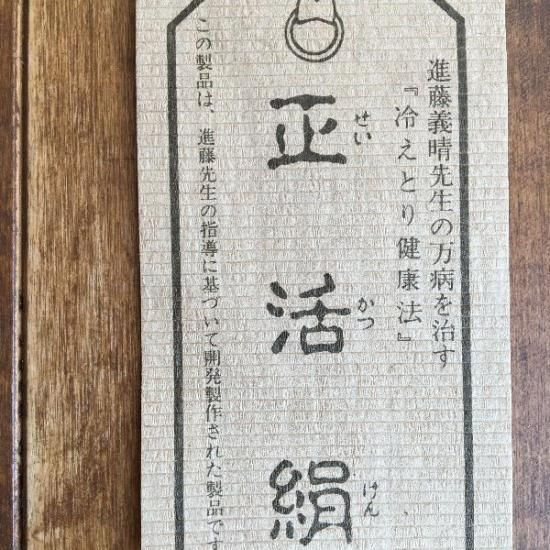 進藤義晴先生の万病を治す
『冷えとり健康法』
正活絹
せいかつけん
この製品は、進藤先生の指導に基づいて開発製作された製品です